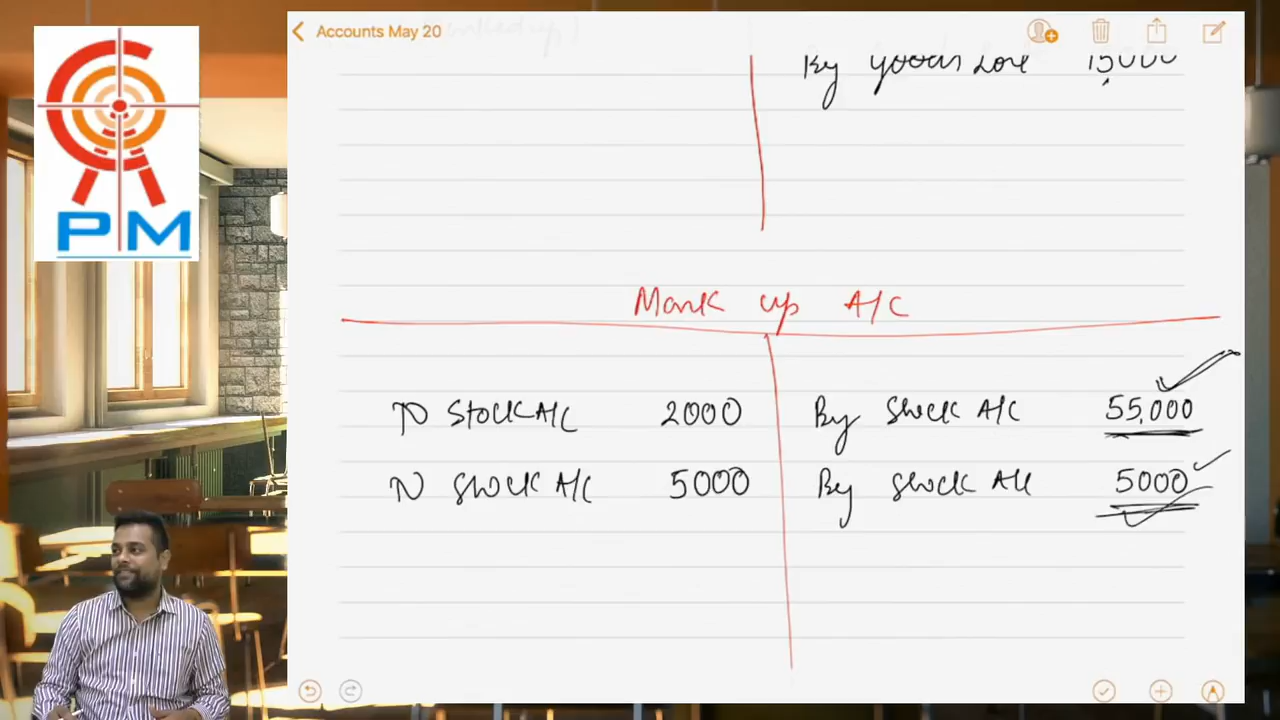 PM
Accounts May 20
By goods Lost 15000
Mark up A/C
To Stock A/C 2000 By Stock A/C 55,000
To Stock A/C 5000 By Stock A/c 5000